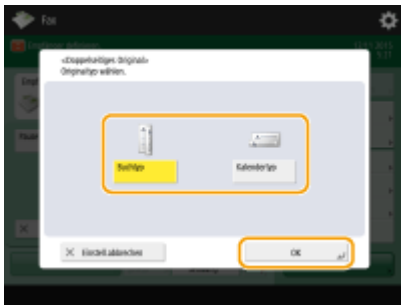 Fax
<Doppelseitiges Original>
Originaltyp wählen.
Buchtyp
Kalendertyp
Einstell.abbrechen
OK